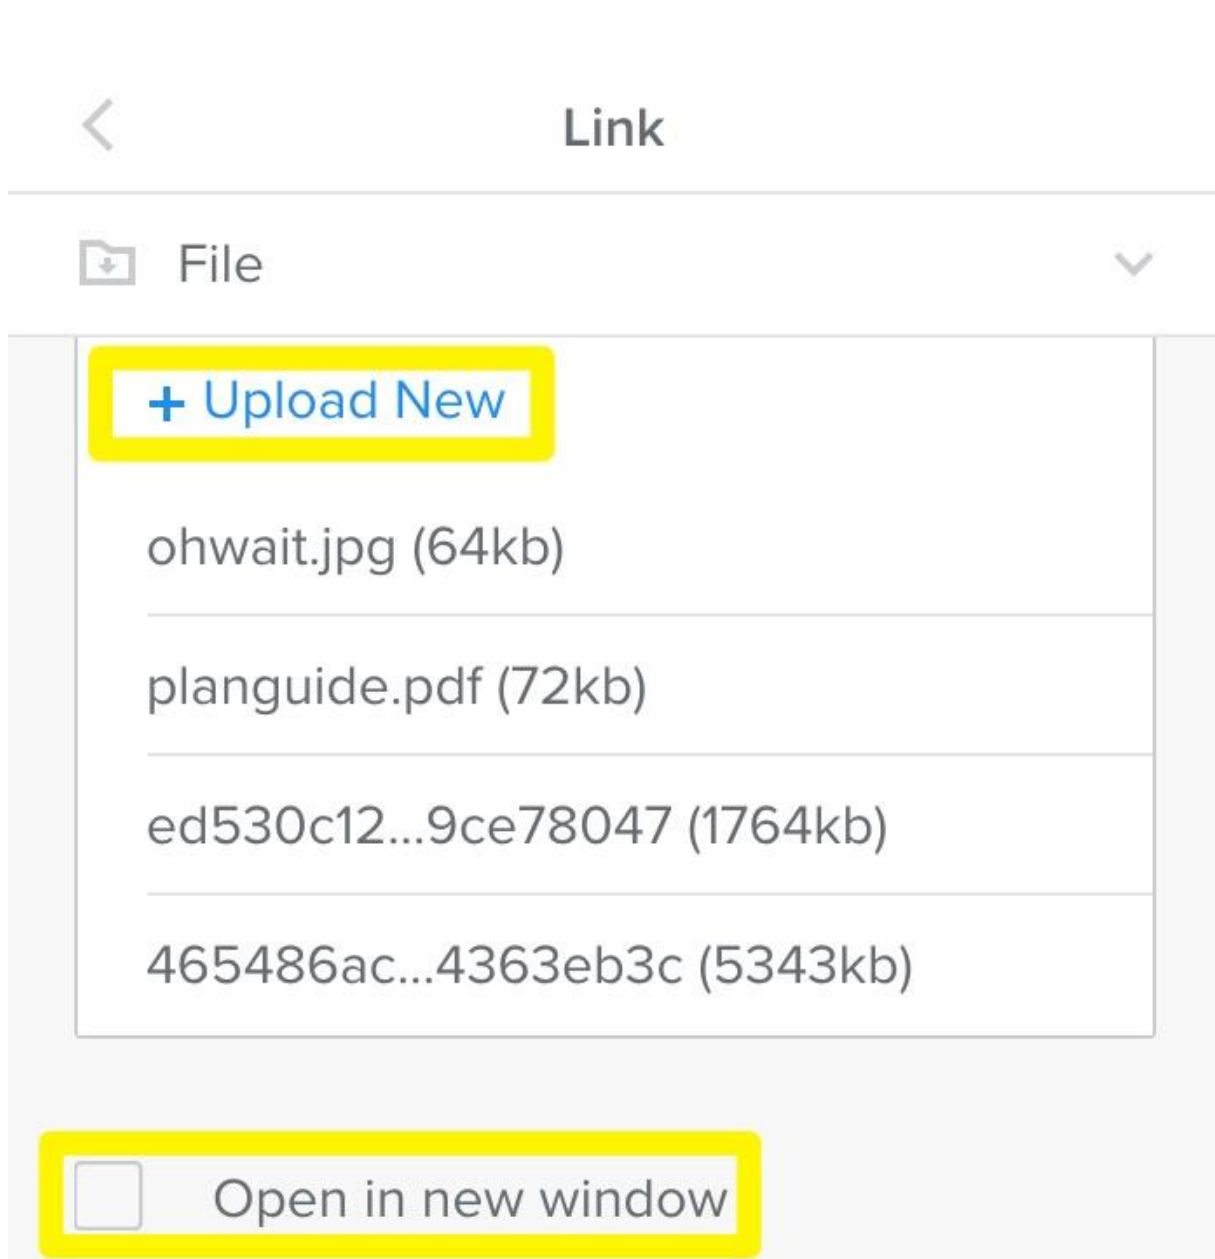 Link
File
+ Upload New
ohwait.jpg (64kb)
planguide.pdf (72kb)
ed530c12...9ce78047 (1764kb)
465486ac...4363eb3c (5343kb)
Open in new window